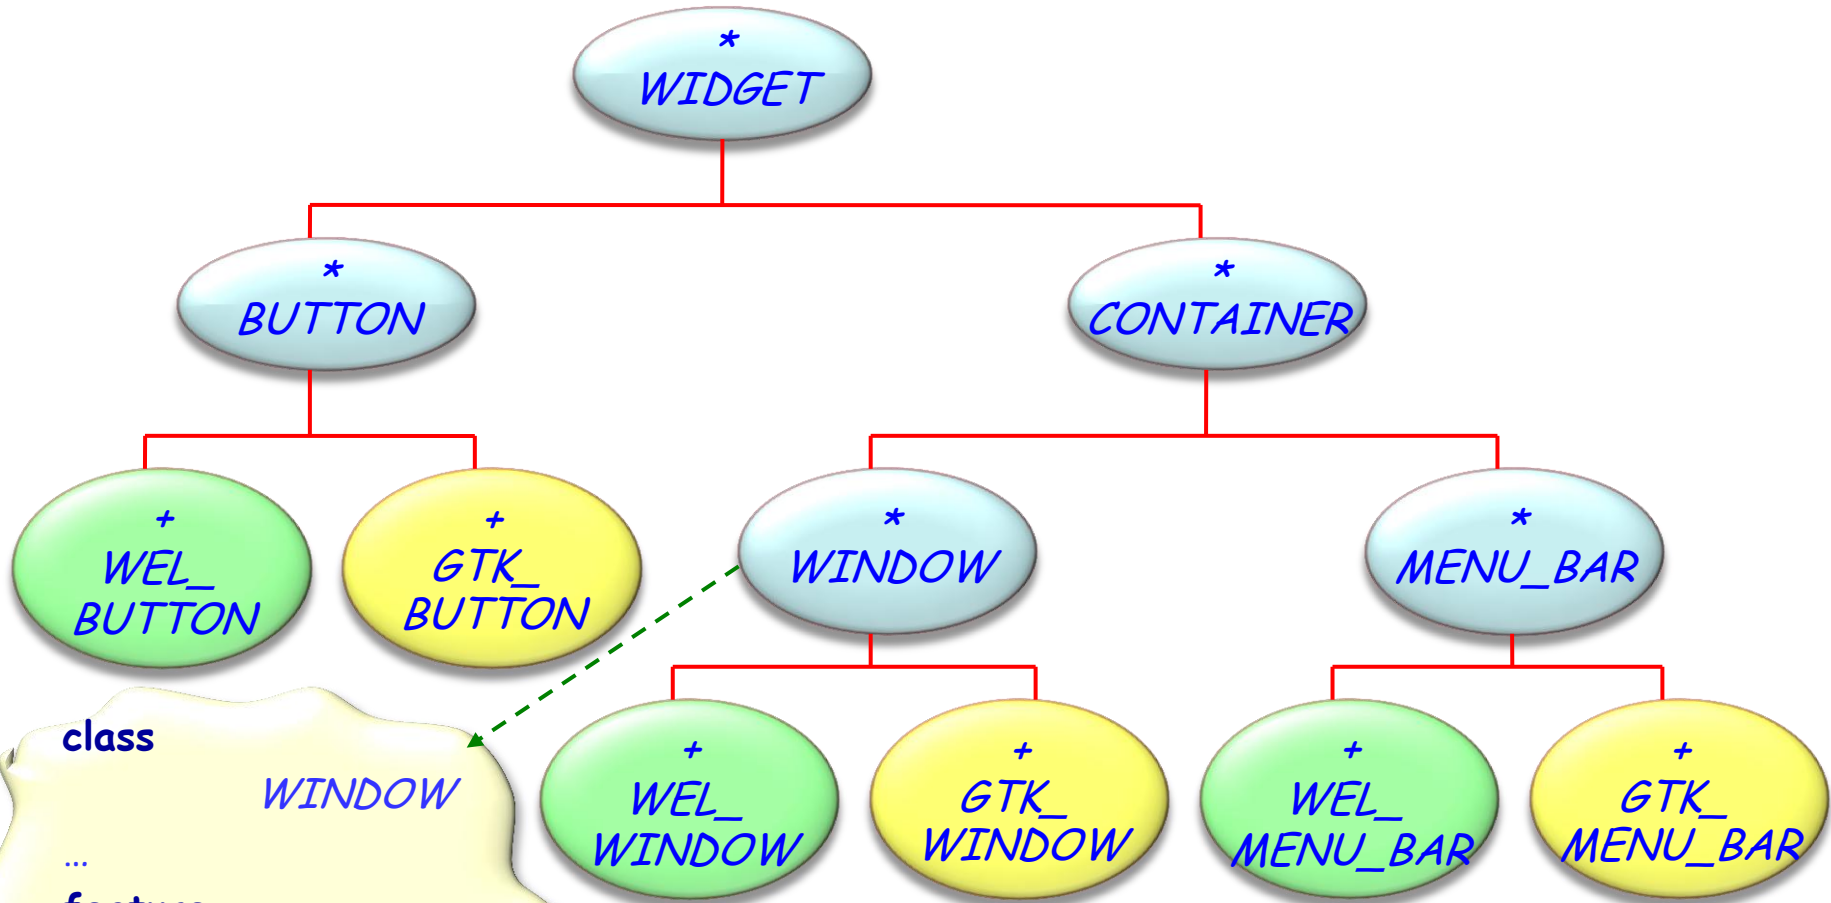 *
WIDGET
*
BUTTON
*
CONTAINER
+
WEL_
BUTTON
+
GTK_
BUTTON
*
WINDOW
*
MENU_BAR
class
WINDOW
...
feature
+
WEL_
WINDOW
+
GTK_
WINDOW
+
WEL_
MENU_BAR
+
GTK_
MENU_BAR